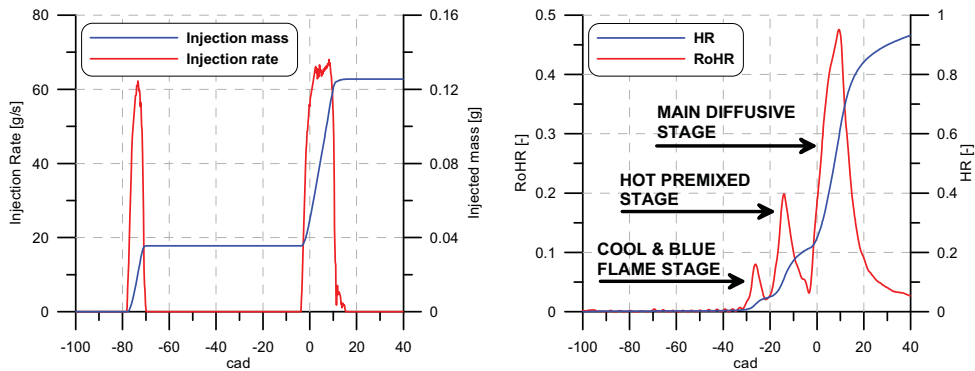 Injection mass
Injection rate
Injection Rate [g/s]
80
60
40
20
0
0.16
0.12
0.08
0.04
0
Injected mass [g]
-100 -80 -60 -40 -20 0 20 40
cad
HR
RoHR
RoHR [-]
0.5
0.4
0.3
0.2
0.1
0
1
0.8
0.6
0.4
0.2
0
HR [-]
MAIN DIFFUSIVE
STAGE
HOT PREMIXED
STAGE
COOL & BLUE
FLAME STAGE
-100 -80 -60 -40 -20 0 20 40
cad